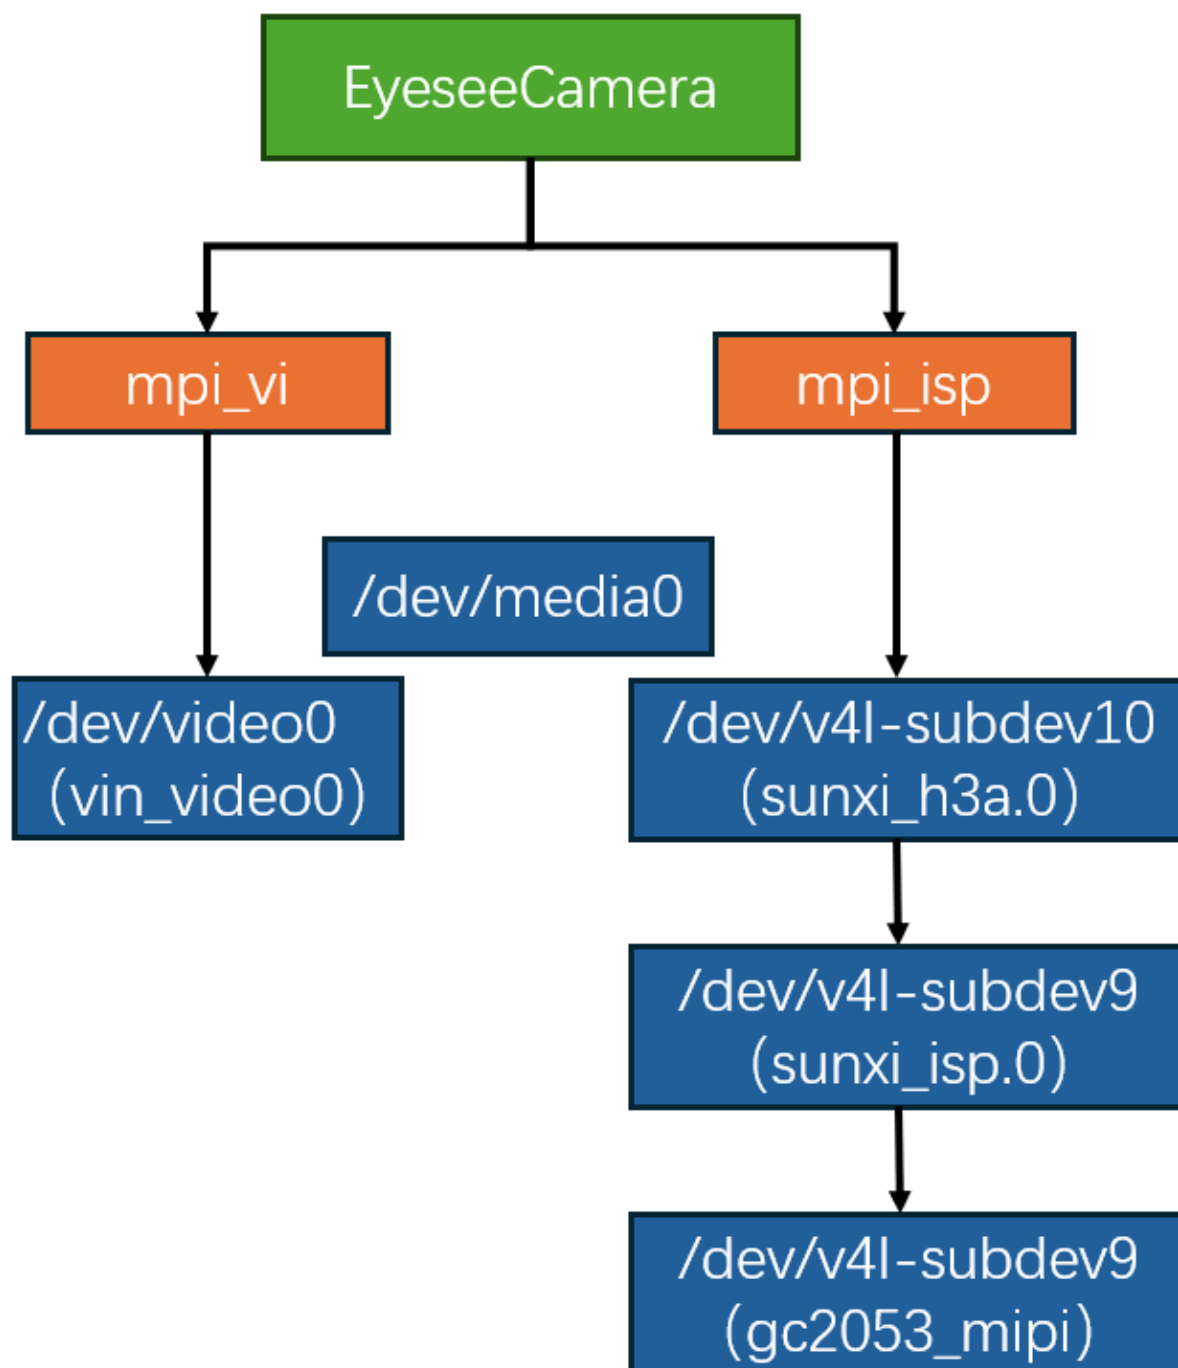 EyeseeCamera
mpi_vi
mpi_isp
/dev/media0
/dev/video0
(vin_video0)
/dev/v4l-subdev10
(sunxi_h3a.0)
/dev/v4l-subdev9
(sunxi_isp.0)
/dev/v4l-subdev9
(gc2053_mipi)